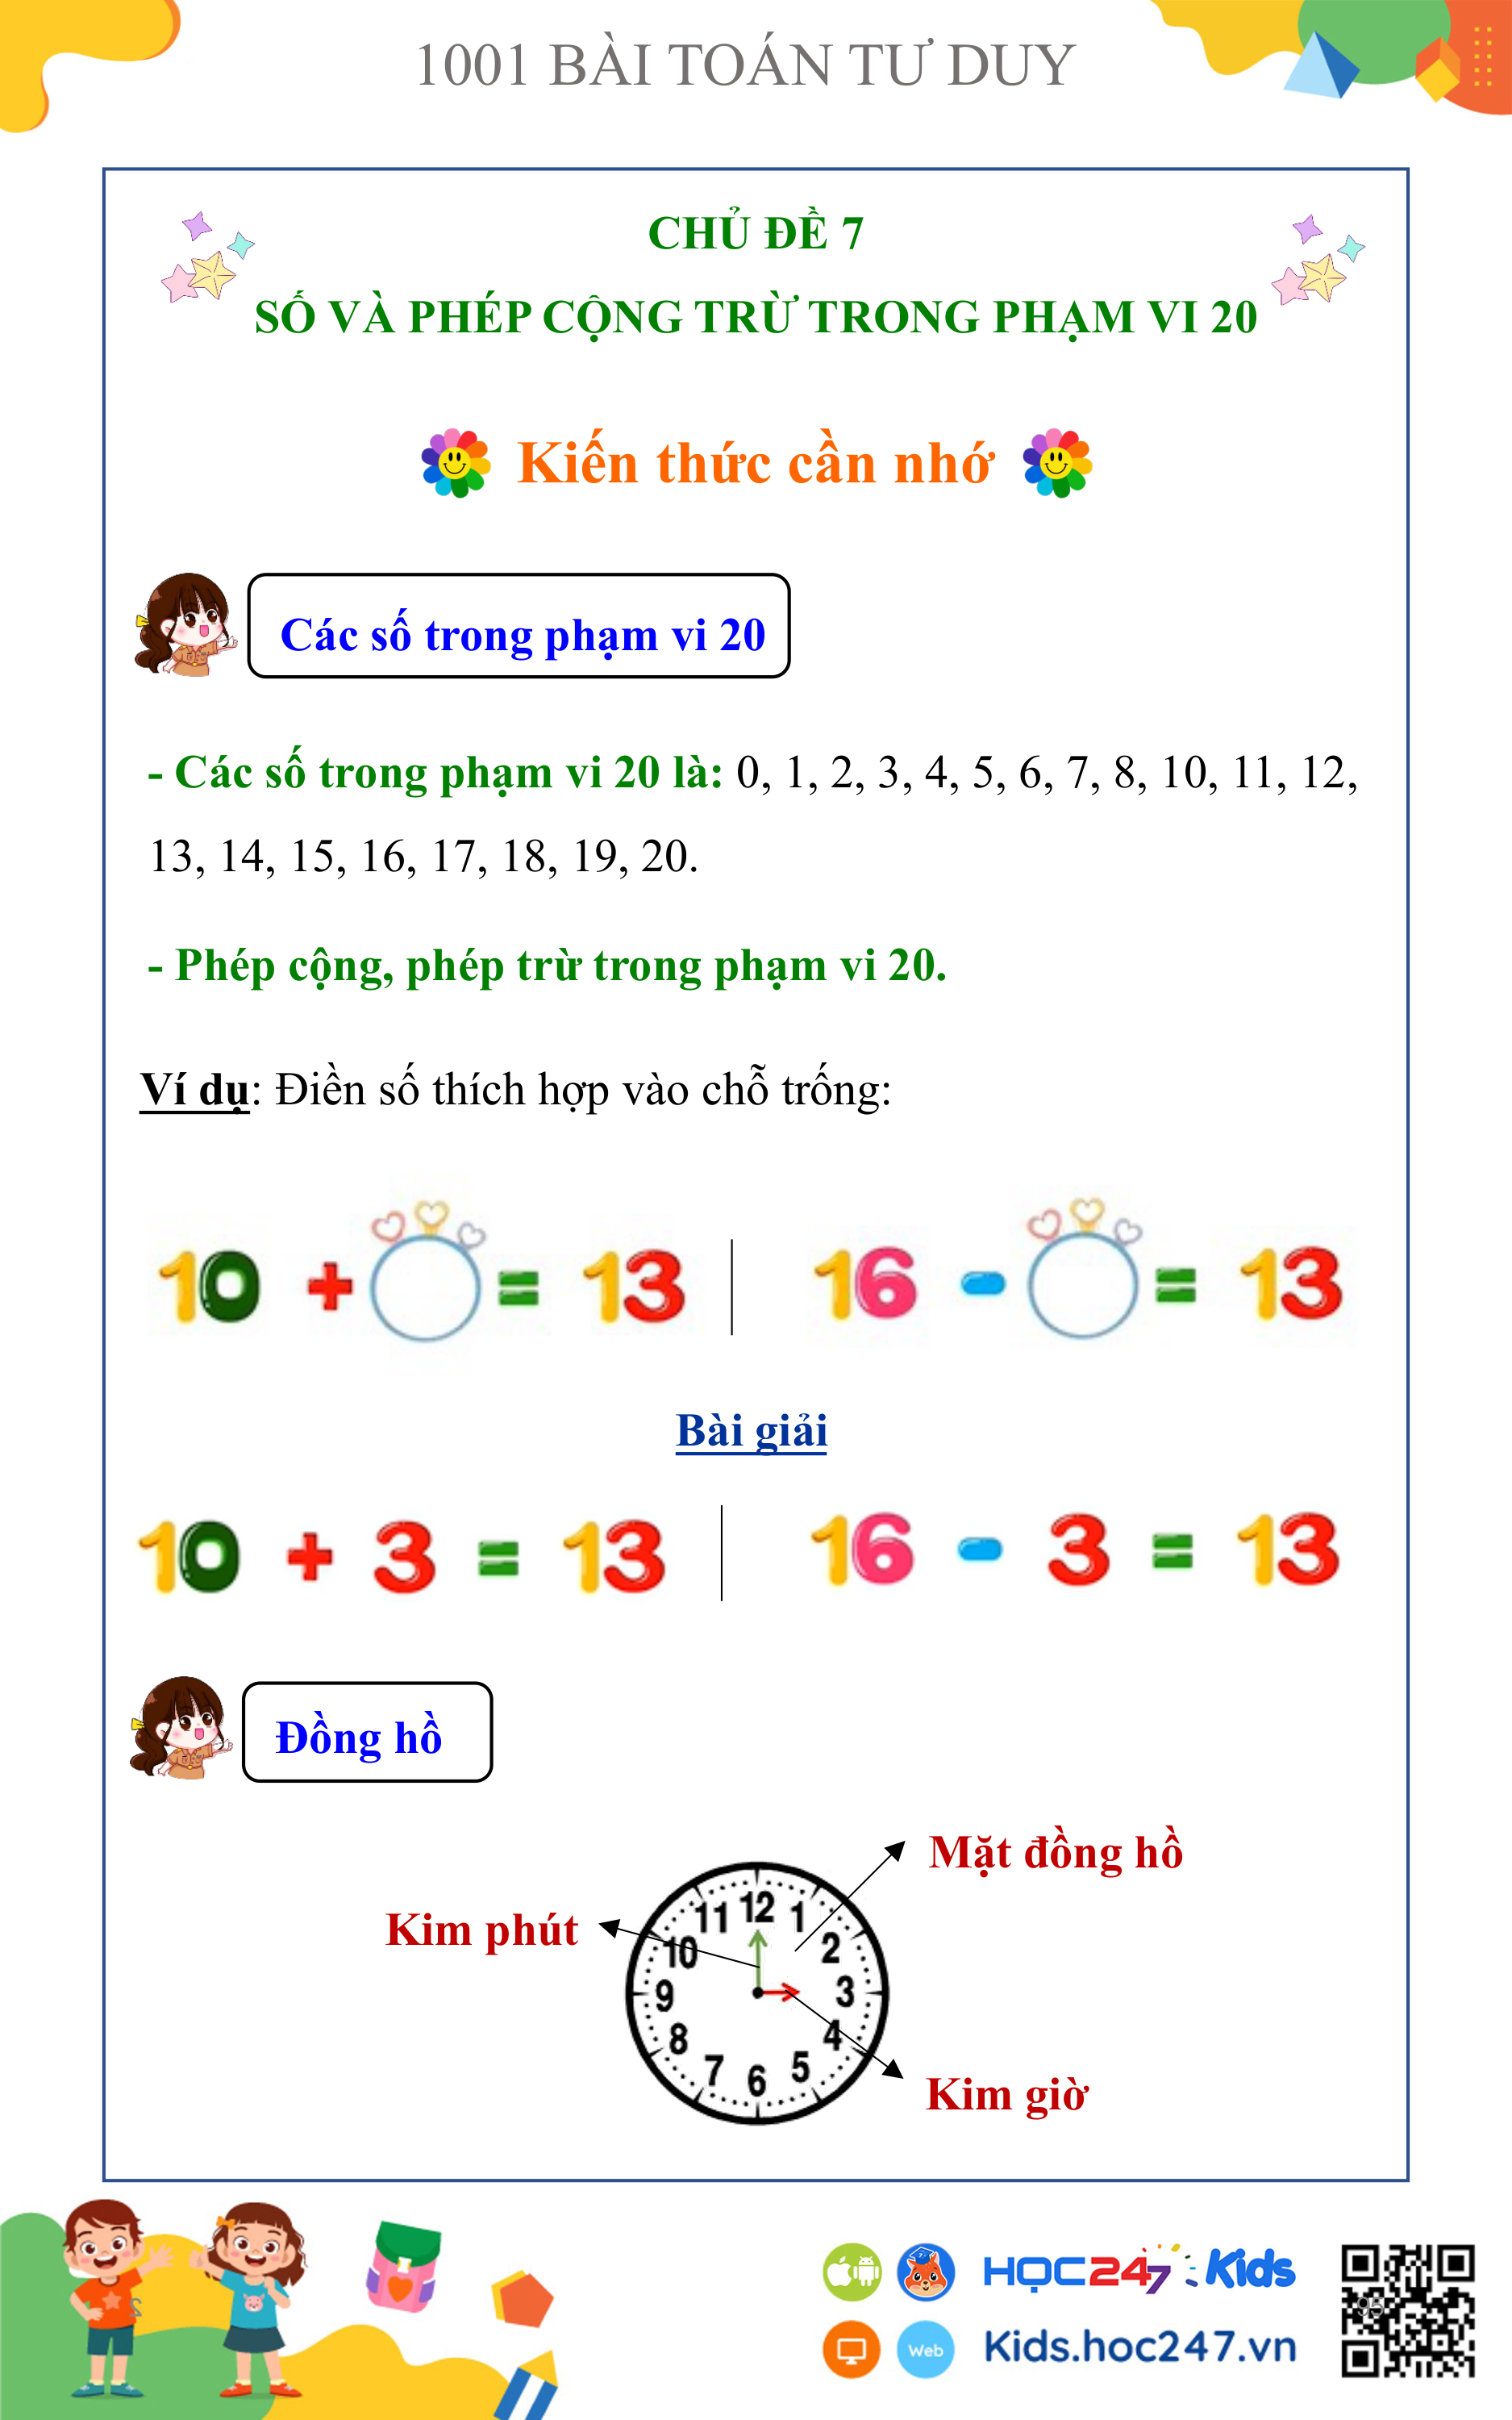 1001 BÀI TOÁN TƯ DUY
CHỦ ĐỀ 7
SỐ VÀ PHÉP CỘNG TRỪ TRONG PHẠM VI 20
Kiến thức cần nhớ
Các số trong phạm vi 20
- Các số trong phạm vi 20 là: 0, 1, 2, 3, 4, 5, 6, 7, 8, 10, 11, 12,
13, 14, 15, 16, 17, 18, 19, 20.
- Phép cộng, phép trừ trong phạm vi 20.
Ví dụ: Điền số thích hợp vào chỗ trống:
10 + = 13 16 - = 13
Bài giải
10 + 3 = 13 16 - 3 = 13
Đồng hồ
Mặt đồng hồ
Kim phút
12 1 2 3 4 5 6 7 8 9 10 11
Kim giờ
2
HỌC247 Kids
95
Web Kids.hoc247.vn